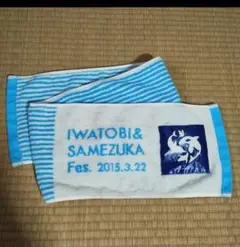 IWATOBI&
SAMEZUKA
Fes. 2015.3.22